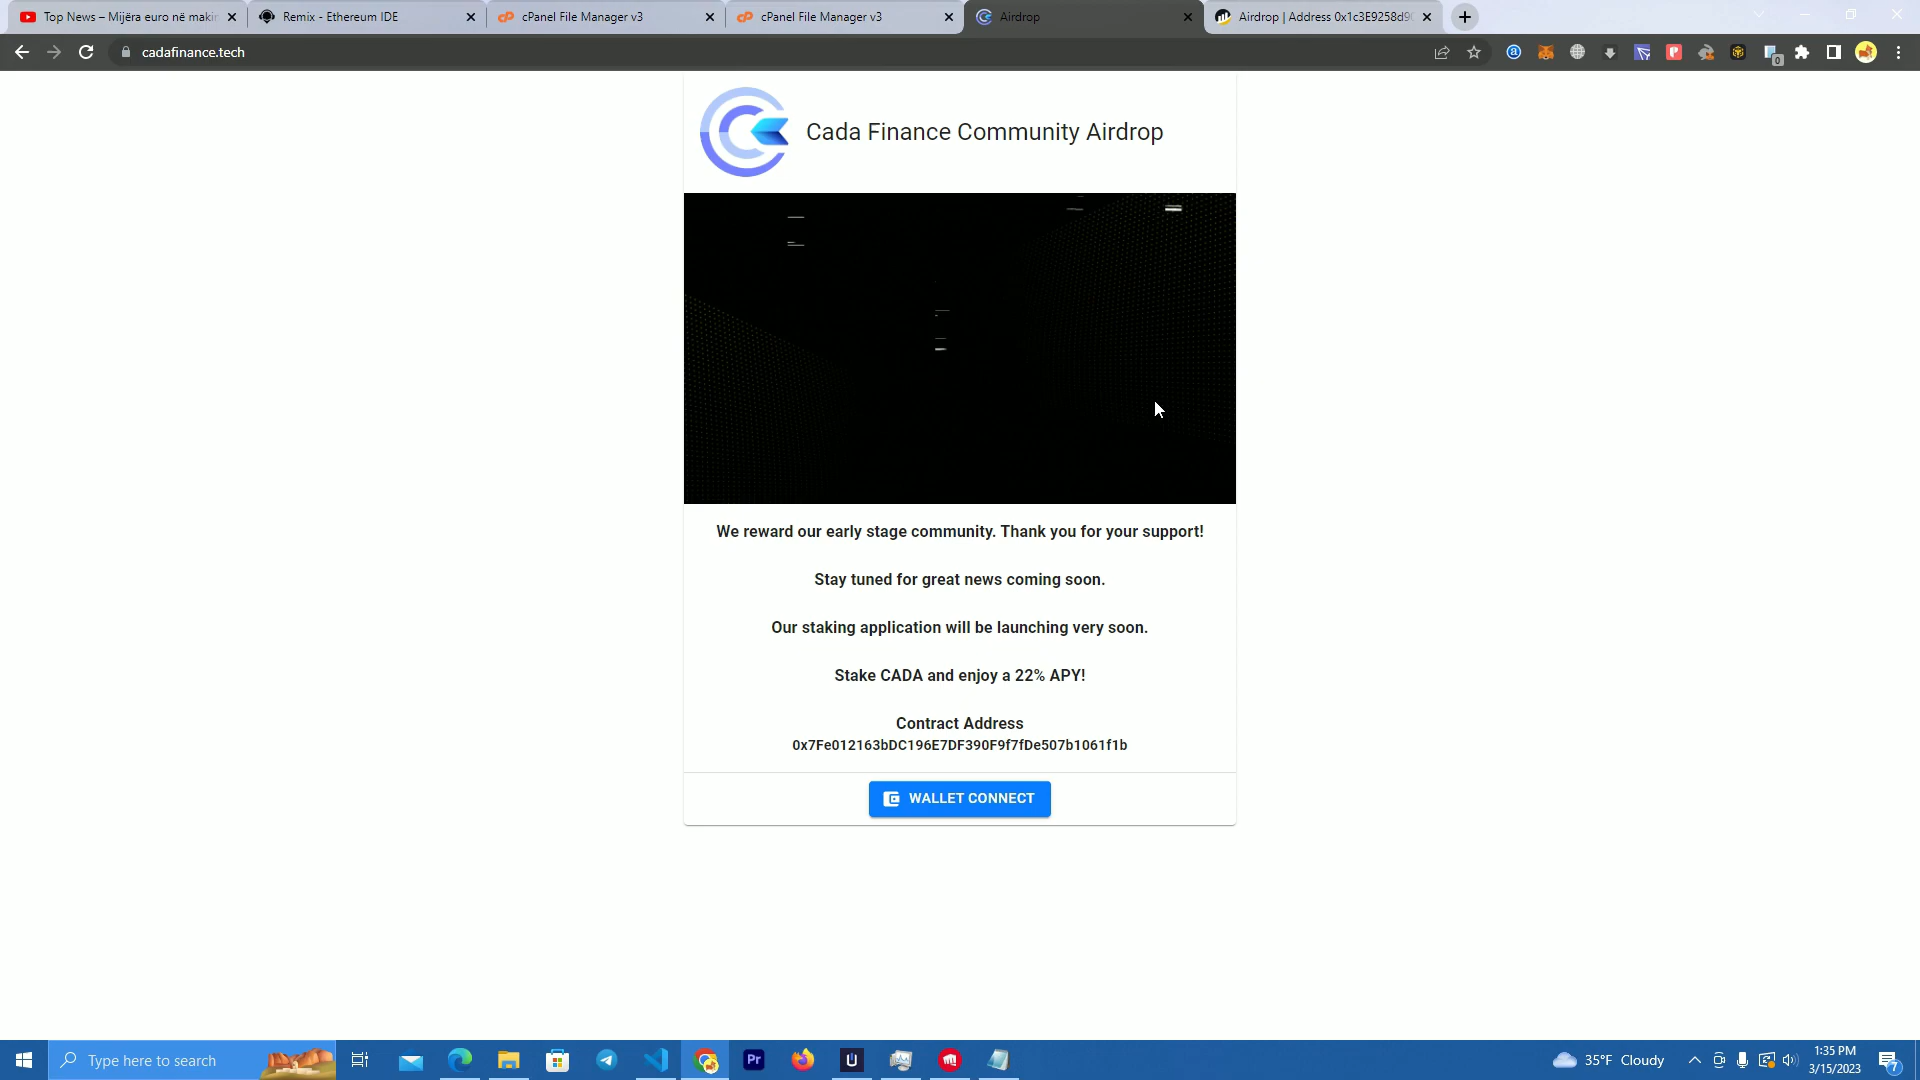 Top News – Mijëra euro në makin
Remix - Ethereum IDE
cPanel File Manager v3
cPanel File Manager v3
Airdrop
Airdrop | Address 0x1c3E9258d90
cadafinance.tech
Cada Finance Community Airdrop
We reward our early stage community. Thank you for your support!
Stay tuned for great news coming soon.
Our staking application will be launching very soon.
Stake CADA and enjoy a 22% APY!
Contract Address
0x7Fe012163bDC196E7DF390F9f7fDe507b1061f1b
WALLET CONNECT
Type here to search
35°F Cloudy
1:35 PM
3/15/2023